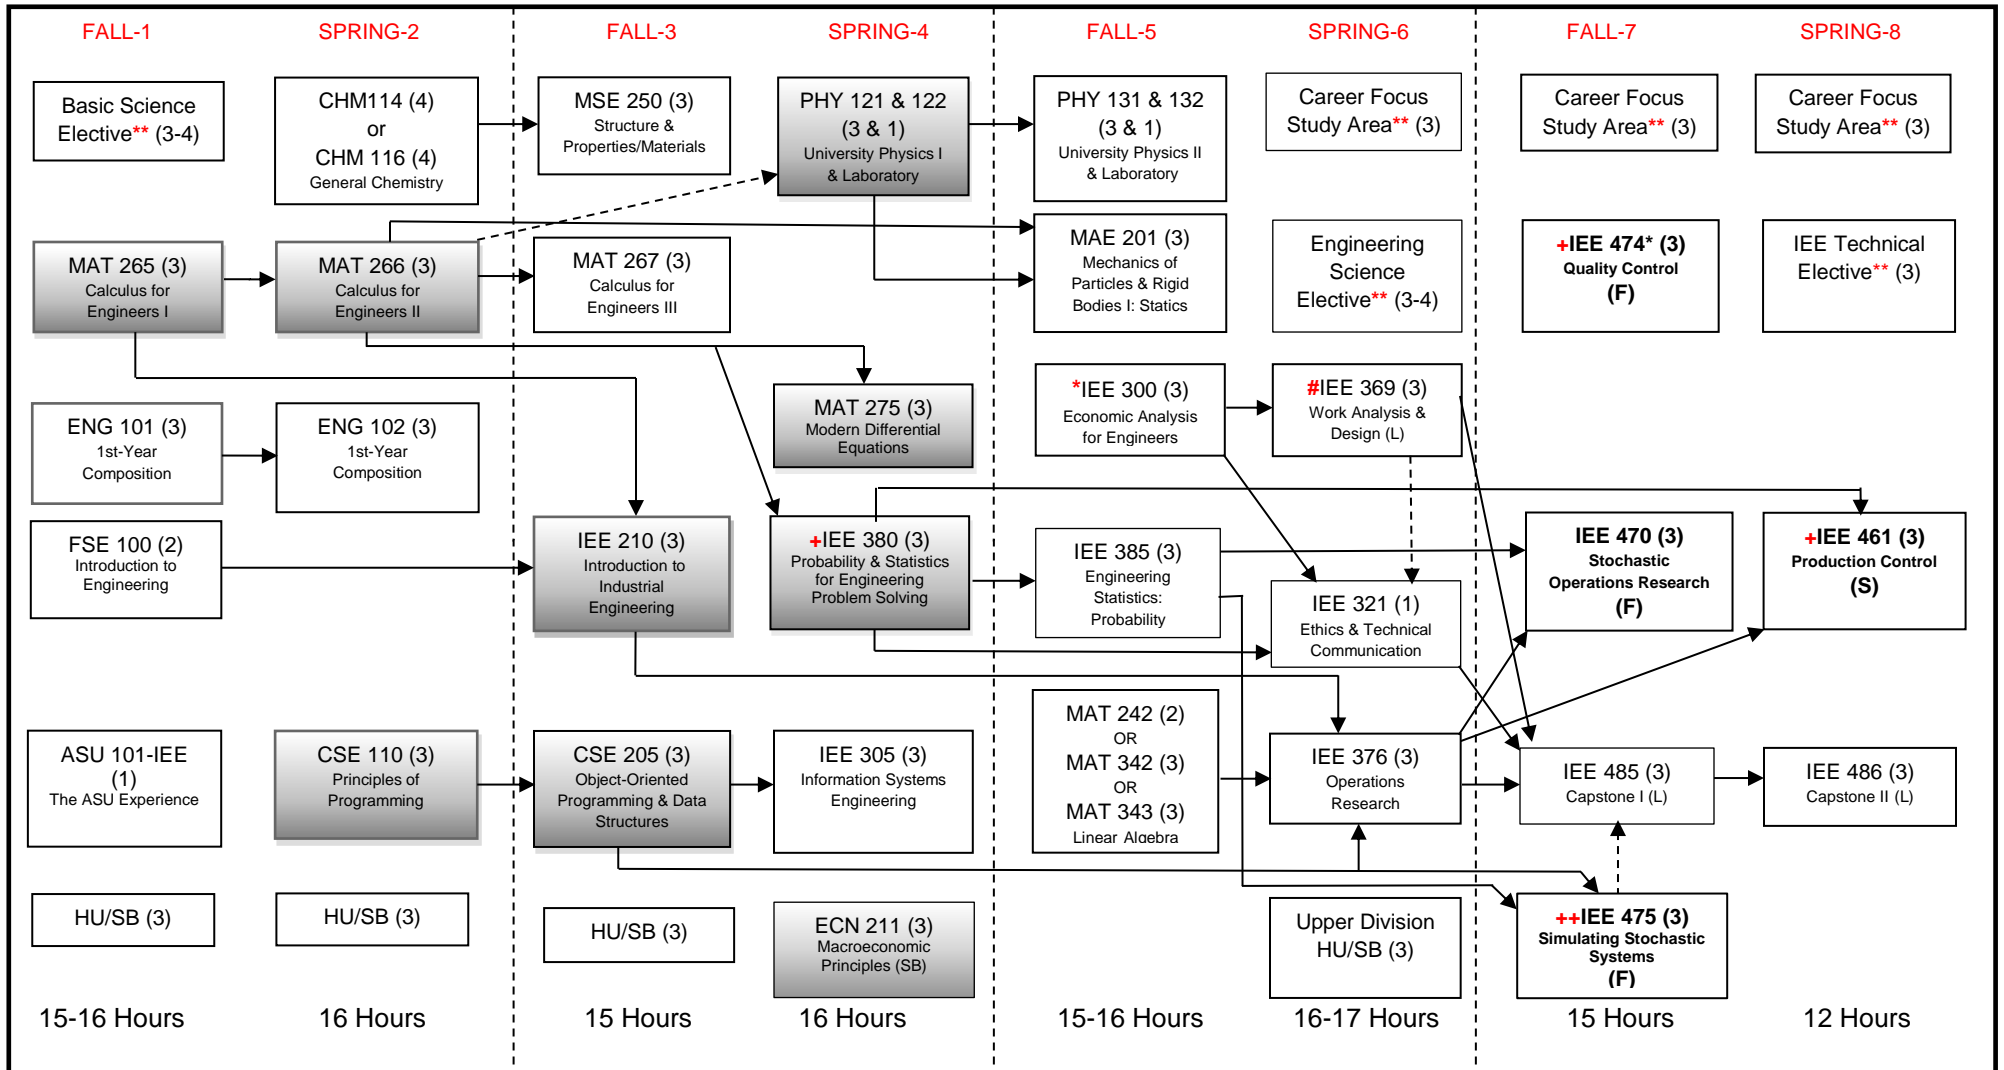 FALL-1
SPRING-2
FALL-3
SPRING-4
FALL-5
SPRING-6
FALL-7
SPRING-8
Basic Science
Elective** (3-4)
CHM114 (4)
or
CHM 116 (4)
General Chemistry
MSE 250 (3)
Structure &
Properties/Materials
PHY 121 & 122
(3 & 1)
University Physics I
& Laboratory
PHY 131 & 132
(3 & 1)
University Physics II
& Laboratory
Career Focus
Study Area** (3)
Career Focus
Study Area** (3)
Career Focus
Study Area** (3)
MAT 265 (3)
Calculus for
Engineers I
MAT 266 (3)
Calculus for
Engineers II
MAT 267 (3)
Calculus for
Engineers III
MAE 201 (3)
Mechanics of
Particles & Rigid
Bodies I: Statics
Engineering
Science
Elective** (3-4)
+IEE 474* (3)
Quality Control
(F)
IEE Technical
Elective** (3)
ENG 101 (3)
1st-Year
Composition
ENG 102 (3)
1st-Year
Composition
MAT 275 (3)
Modern Differential
Equations
*IEE 300 (3)
Economic Analysis
for Engineers
#IEE 369 (3)
Work Analysis &
Design (L)
FSE 100 (2)
Introduction to
Engineering
IEE 210 (3)
Introduction to
Industrial
Engineering
+IEE 380 (3)
Probability & Statistics
for Engineering
Problem Solving
IEE 385 (3)
Engineering
Statistics:
Probability
IEE 321 (1)
Ethics & Technical
Communication
IEE 470 (3)
Stochastic
Operations Research
(F)
+IEE 461 (3)
Production Control
(S)
ASU 101-IEE
(1)
The ASU Experience
CSE 110 (3)
Principles of
Programming
CSE 205 (3)
Object-Oriented
Programming & Data
Structures
IEE 305 (3)
Information Systems
Engineering
MAT 242 (2)
OR
MAT 342 (3)
OR
MAT 343 (3)
Linear Algebra
IEE 376 (3)
Operations
Research
IEE 485 (3)
Capstone I (L)
IEE 486 (3)
Capstone II (L)
HU/SB (3)
HU/SB (3)
HU/SB (3)
ECN 211 (3)
Macroeconomic
Principles (SB)
Upper Division
HU/SB (3)
++IEE 475 (3)
Simulating Stochastic
Systems
(F)
15-16 Hours
16 Hours
15 Hours
16 Hours
15-16 Hours
16-17 Hours
15 Hours
12 Hours